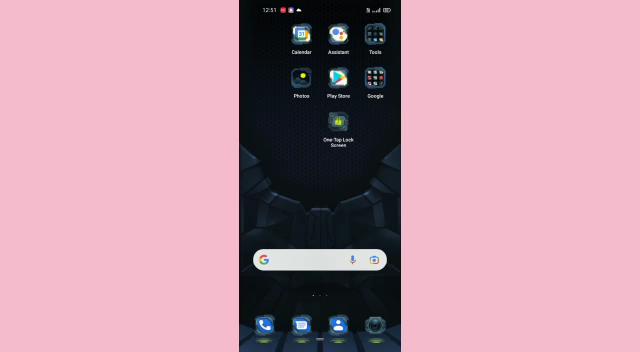 12:51
Calendar
Assistant
Tools
Photos
Play Store
Google
One-Tap Lock
Screen